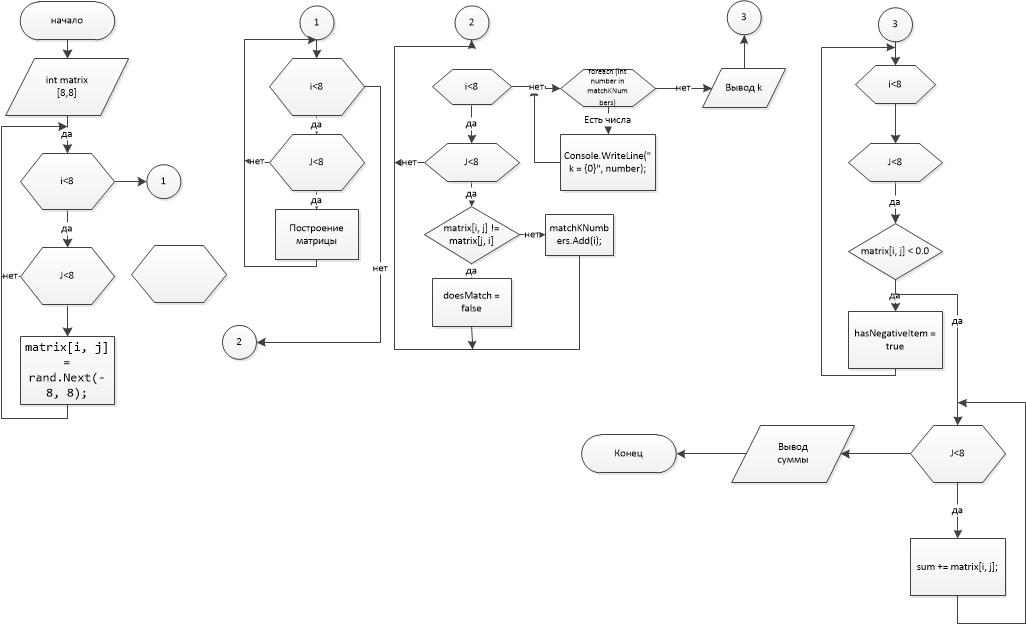 начало
int matrix
[8,8]
да
i<8
1
да
J<8
нет
matrix[i, j]
=
rand.Next(-
8, 8);
1
i<8
да
J<8
нет
да
Построение
матрицы
нет
2
2
i<8
нет
да
J<8
нет
да
matrix[i, j] !=
matrix[j, i]
нет
matchKNumb
ers.Add(i);
да
doesMatch =
false
foreach (int
number in
matchKNum
bers)
Есть числа
Console.WriteLine("
k = {0}", number);
нет
Вывод k
3
3
i<8
J<8
да
matrix[i, j] < 0.0
да
да
hasNegativeItem =
true
J<8
Вывод
суммы
Конец
да
sum += matrix[i, j];